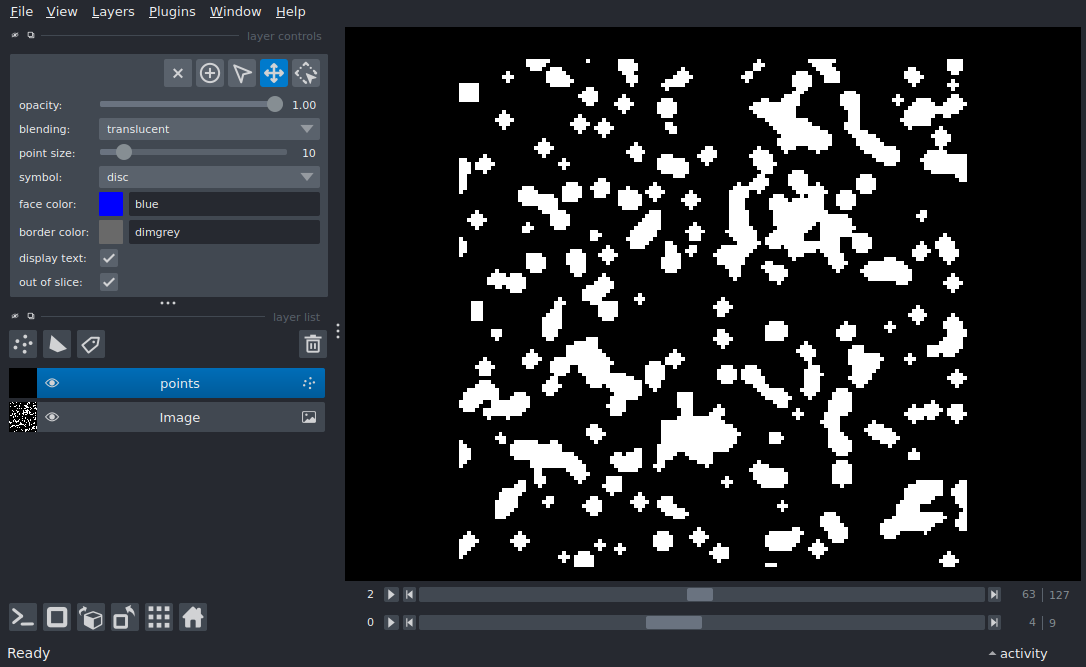 File View Layers Plugins Window Help
layer controls
opacity: 1.00
blending: translucent
point size: 10
symbol: disc
face color: blue
border color: dimgrey
display text:
out of slice:
layer list
points
Image
2 63 127
0 4 9
Ready activity